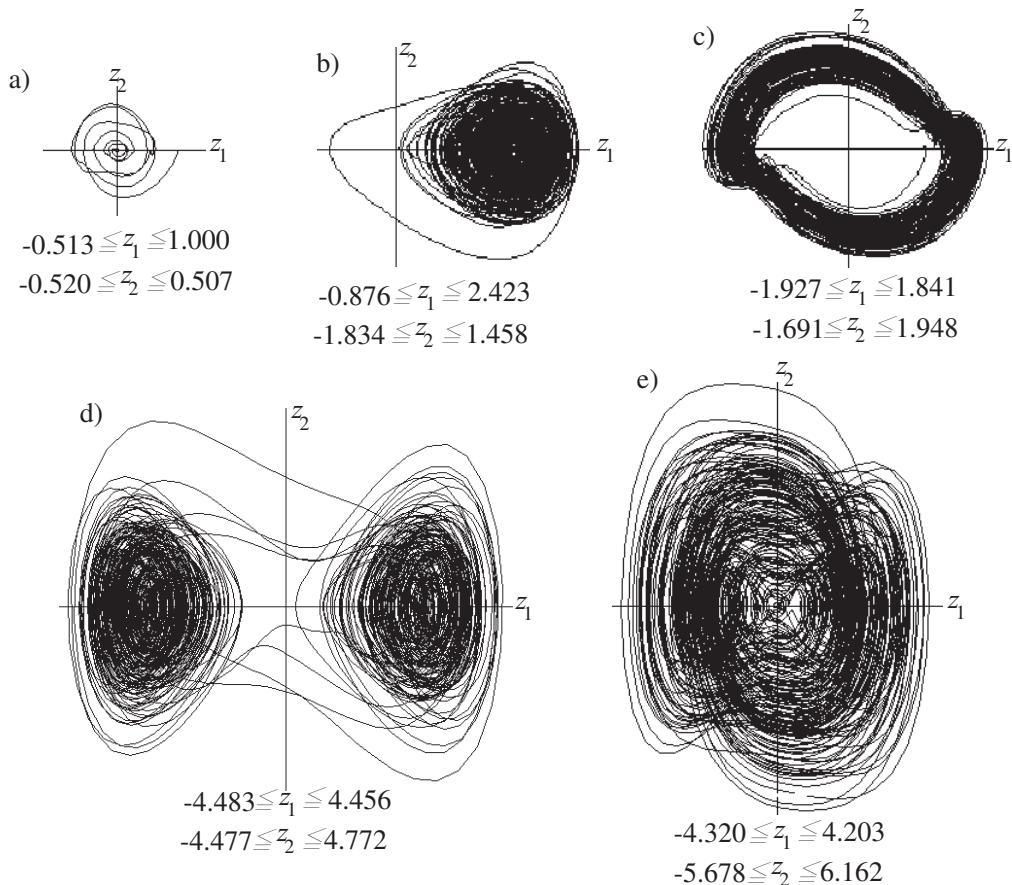 a)
z2
z1
-0.513 ≦ z1 ≦ 1.000
-0.520 ≦ z2 ≦ 0.507
b)
z2
z1
-0.876 ≦ z1 ≦ 2.423
-1.834 ≦ z2 ≦ 1.458
c)
z2
z1
-1.927 ≦ z1 ≦ 1.841
-1.691 ≦ z2 ≦ 1.948
d)
z2
z1
-4.483 ≦ z1 ≦ 4.456
-4.477 ≦ z2 ≦ 4.772
e)
z2
z1
-4.320 ≦ z1 ≦ 4.203
-5.678 ≦ z2 ≦ 6.162